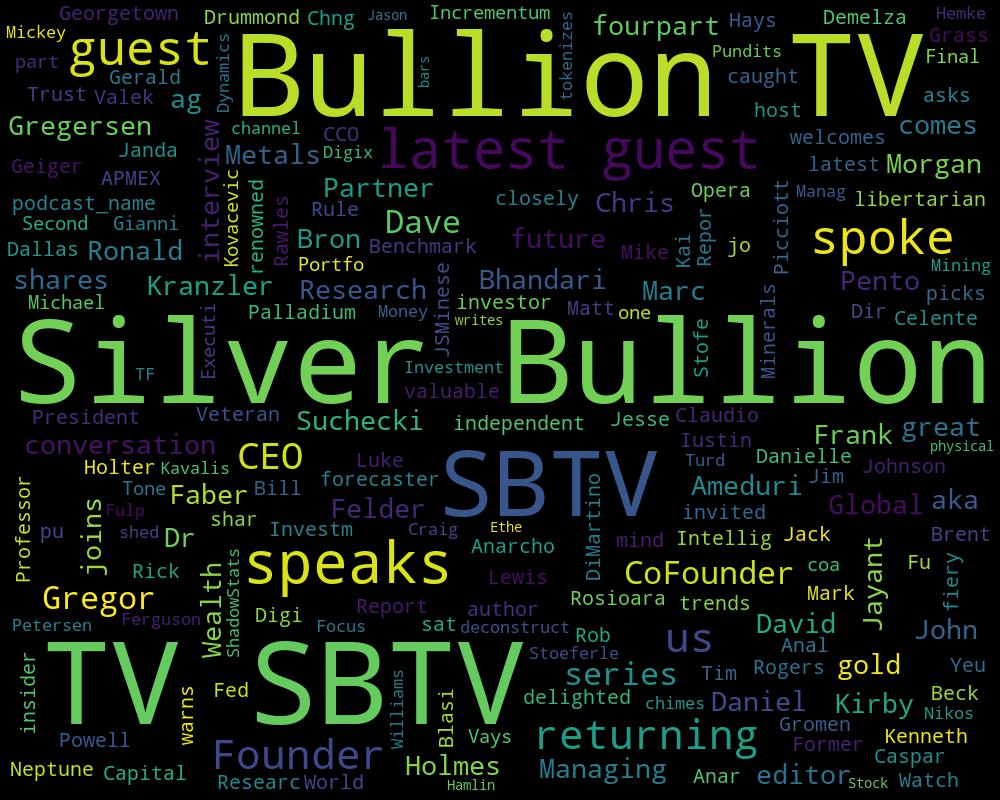 Georgetown Drummond Chng Jason Incrementum fourpart Hays Demelza Hemke
Mickey guest Bullion TV Pundits Grass
part Gerald Dynamics bars tokenizes caught Final
Trust Valek ag host asks
Gregersen channel CCO latest guest welcomes comes
Geiger Janda interview Metals Digix latest Morgan
APMEX Kovacevic renowned Partner closely Chris Opera Manag libertarian
podcast_name Rawles Rule Dave Picciott
Second Gianni Bron Benchmark future Mike Kai Repor jo spoke
Dallas Ronald Portfo Mining
shares Kranzler Research Bhandari Marc Pento picks
Michael Palladium Money JSMinese investor Matt one Minerals Dir Celente
Silver Bullion writes
TF Executi Investment Stofe
valuable
President Veteran Suchecki independent Jesse Claudio
conversation CEO SBTV Iustin Frank great
Holter Kavalis Luke Turd Danielle physical
Professor Tone Faber Bill forecaster Ameduri Jim Johnson
joins Fulp shar Felder DiMartino invited Global aka
pu shed Dr Investm Craig Ethe mind Intellig Jack Brent
Rick speaks Anarcho Jayant Fu fiery
Gregor Wealth ShadowStats Lewis CoFounder coa Mark
Petersen Ferguson Digi Report author Rosioara trends
insider TV Focus SBTV sat deconstruct Rob us David John
Stoeferle Anal
warns Fed Williams Blasi series Tim Rogers gold Yeu
delighted chimes Daniel Kirby Beck
Powell Founder Vays returning Gromen Nikos
Former Kenneth
Neptune Capital Holmes Managing Anar editor Caspar
Researc World Hamlin Stock Watch